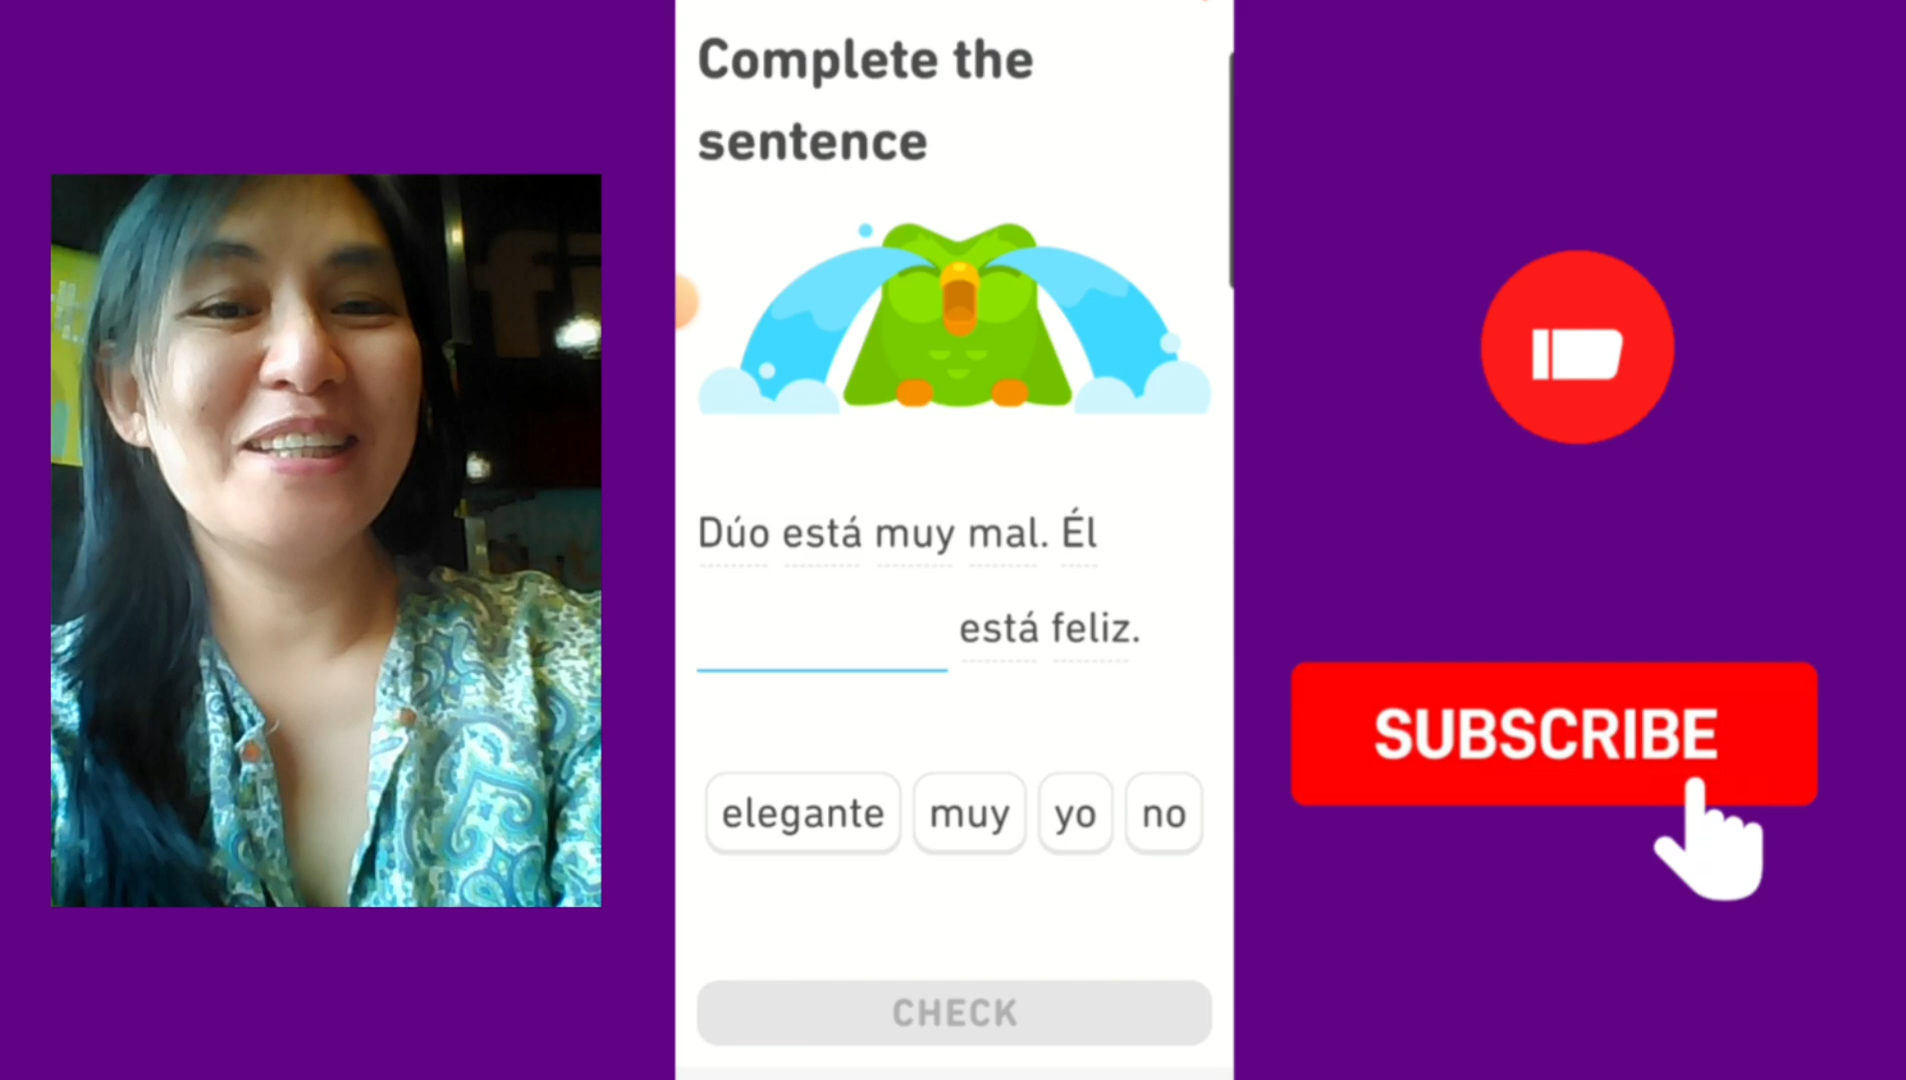 Complete the
sentence
Dúo está muy mal. Él
está feliz.
elegante muy yo no
CHECK
SUBSCRIBE